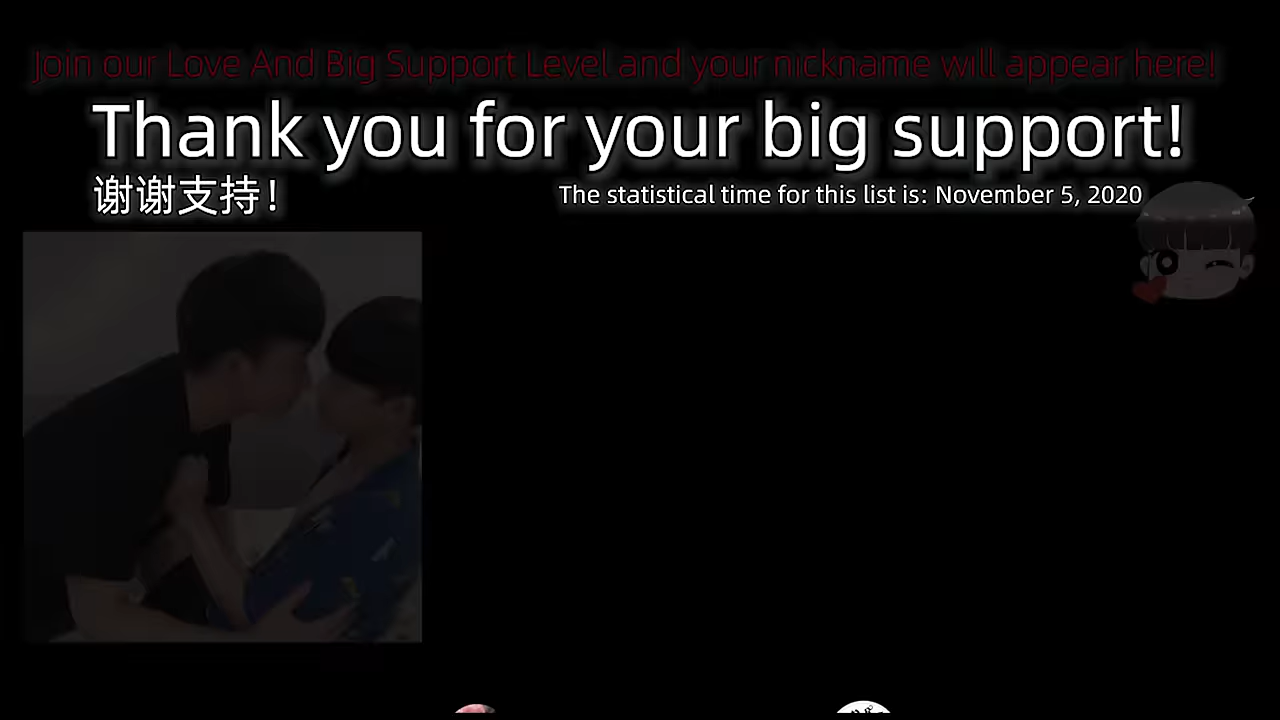 Join our Love And Big Support Level and your nickname will appear here!
Thank you for your big support!
谢谢支持！
The statistical time for this list is: November 5, 2020